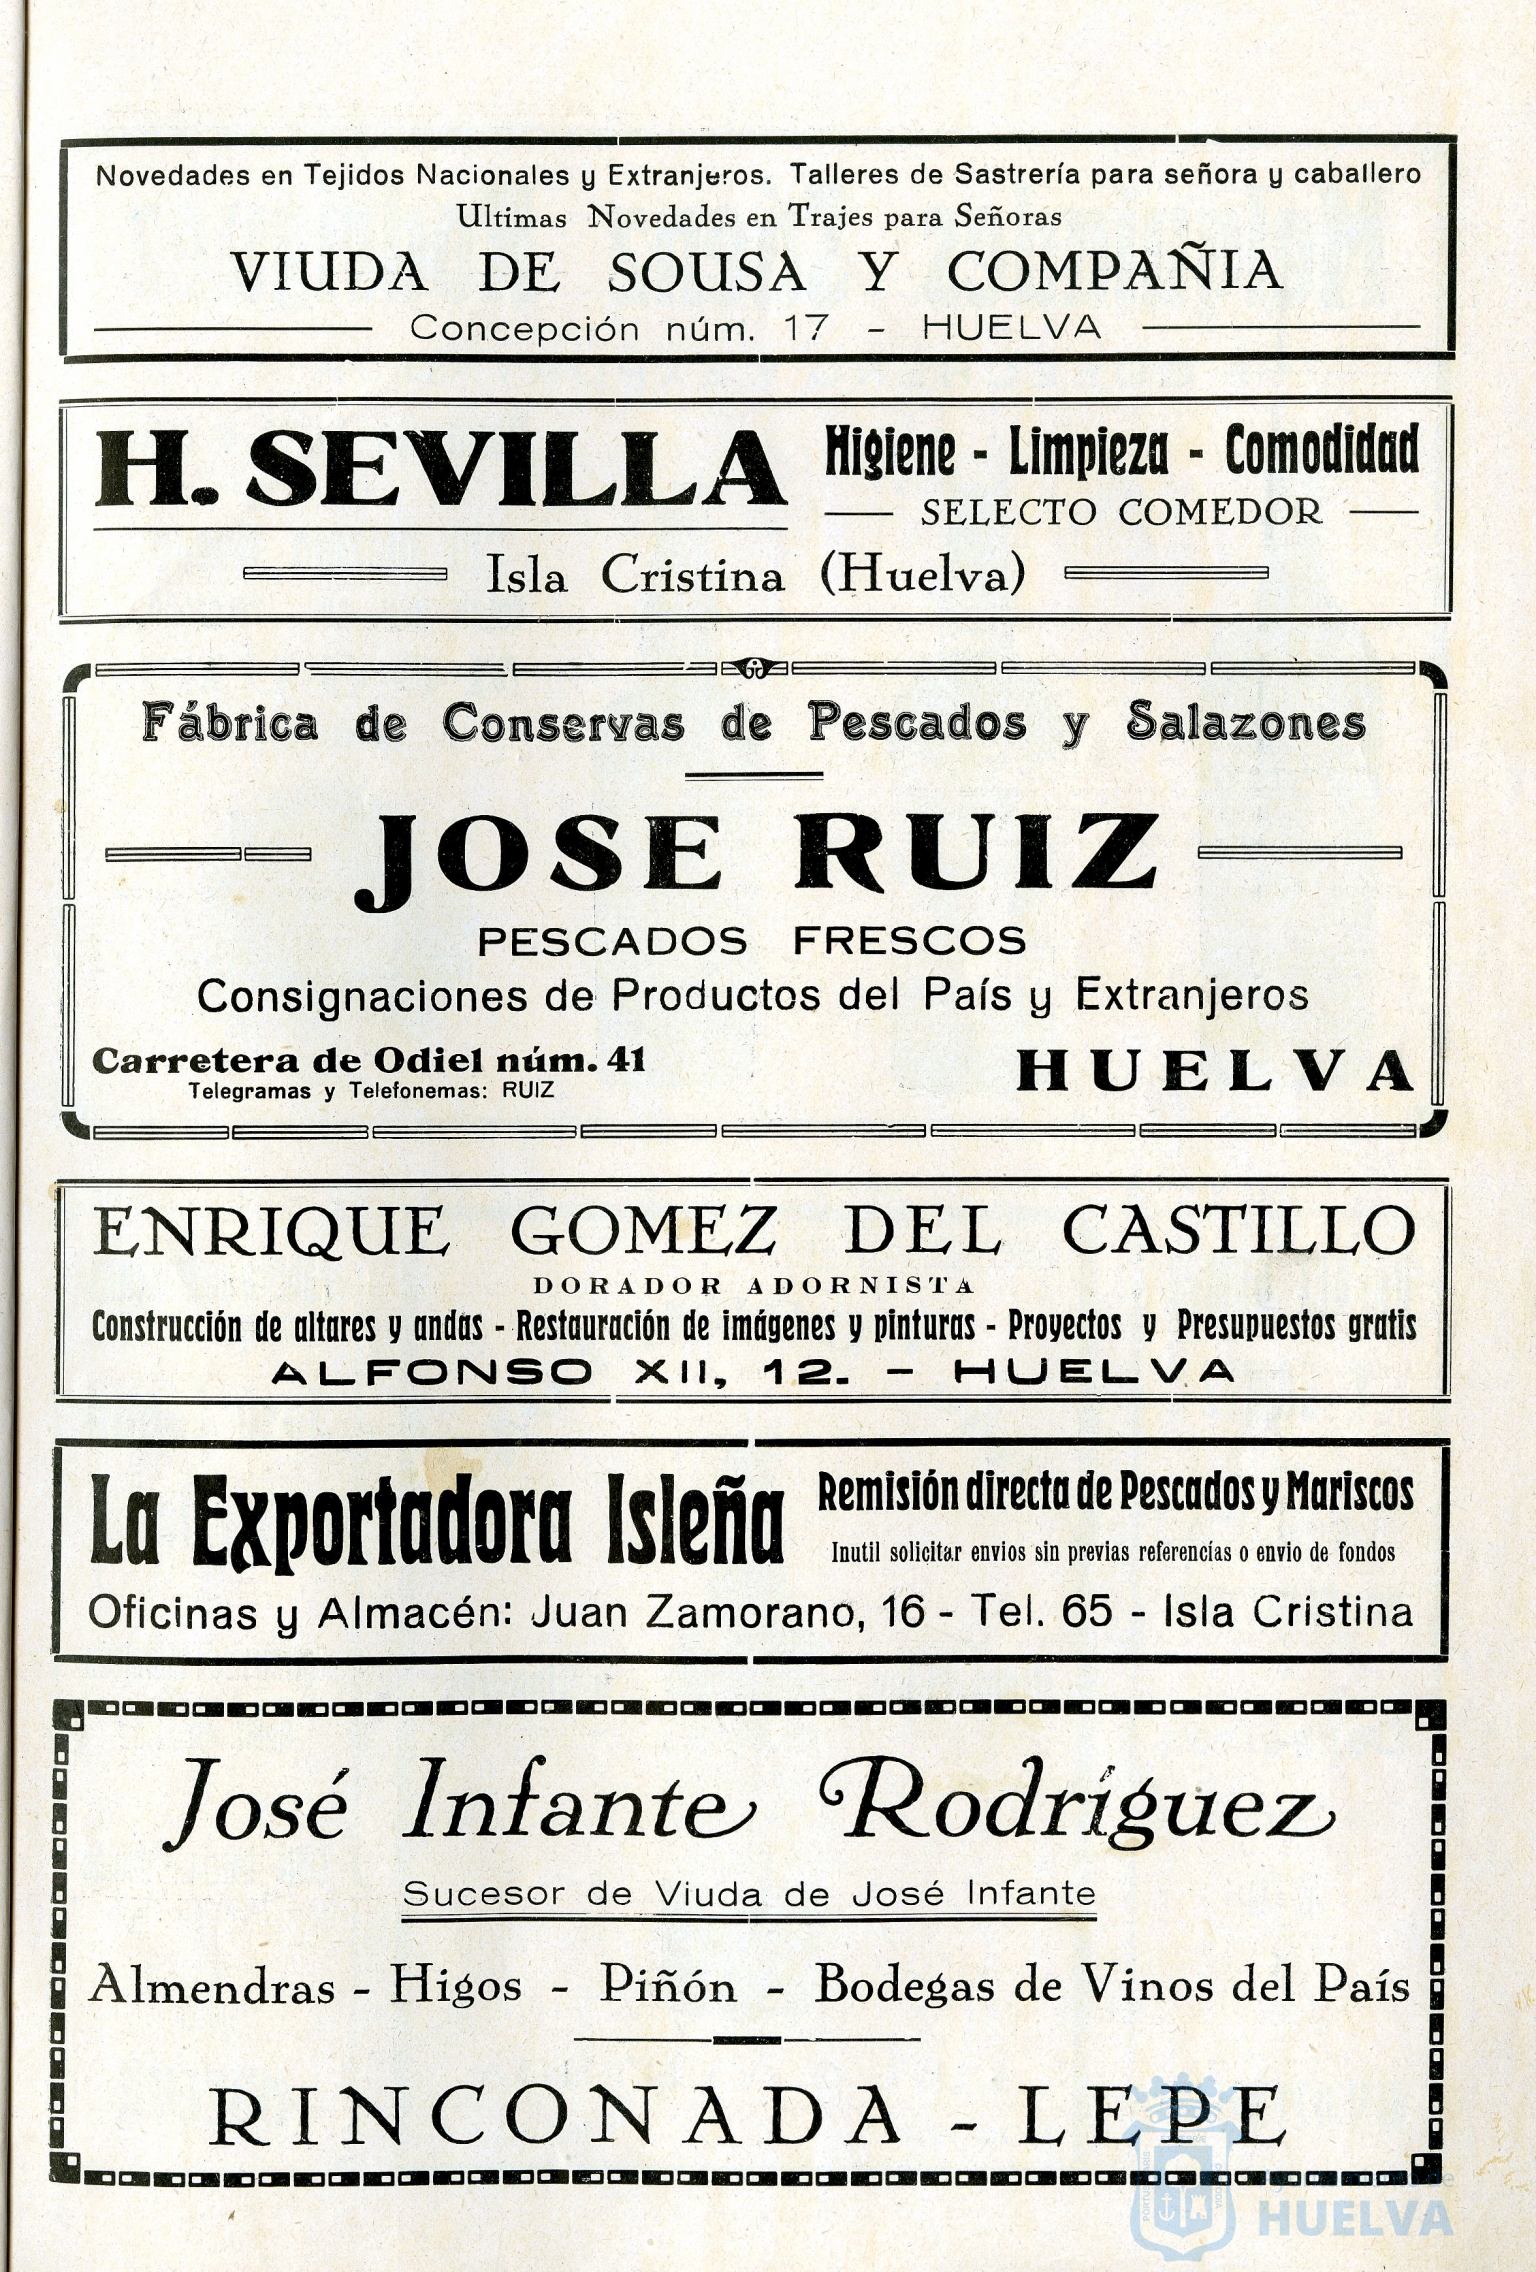 Novedades en Tejidos Nacionales y Extranjeros. Talleres de Sastrería para señora y caballero
Ultimas Novedades en Trajes para Señoras
VIUDA DE SOUSA Y COMPAÑIA
Concepción núm. 17 - HUELVA
H. SEVILLA
Higiene - Limpieza - Comodidad
SELECTO COMEDOR
Isla Cristina (Huelva)
Fábrica de Conservas de Pescados y Salazones
JOSE RUIZ
PESCADOS FRESCOS
Consignaciones de Productos del País y Extranjeros
Carretera de Odiel núm. 41
Telegramas y Telefonemas: RUIZ
HUELVA
ENRIQUE GOMEZ DEL CASTILLO
DORADOR ADORNISTA
Construcción de altares y andas - Restauración de imágenes y pinturas - Proyectos y Presupuestos gratis
ALFONSO XII, 12. - HUELVA
La Exportadora Isleña
Remisión directa de Pescados y Mariscos
Inutil solicitar envios sin previas referencias o envio de fondos
Oficinas y Almacén: Juan Zamorano, 16 - Tel. 65 - Isla Cristina
José Infante Rodríguez
Sucesor de Viuda de José Infante
Almendras - Higos - Piñón - Bodegas de Vinos del País
RINCONADA - LEPE
HUELVA